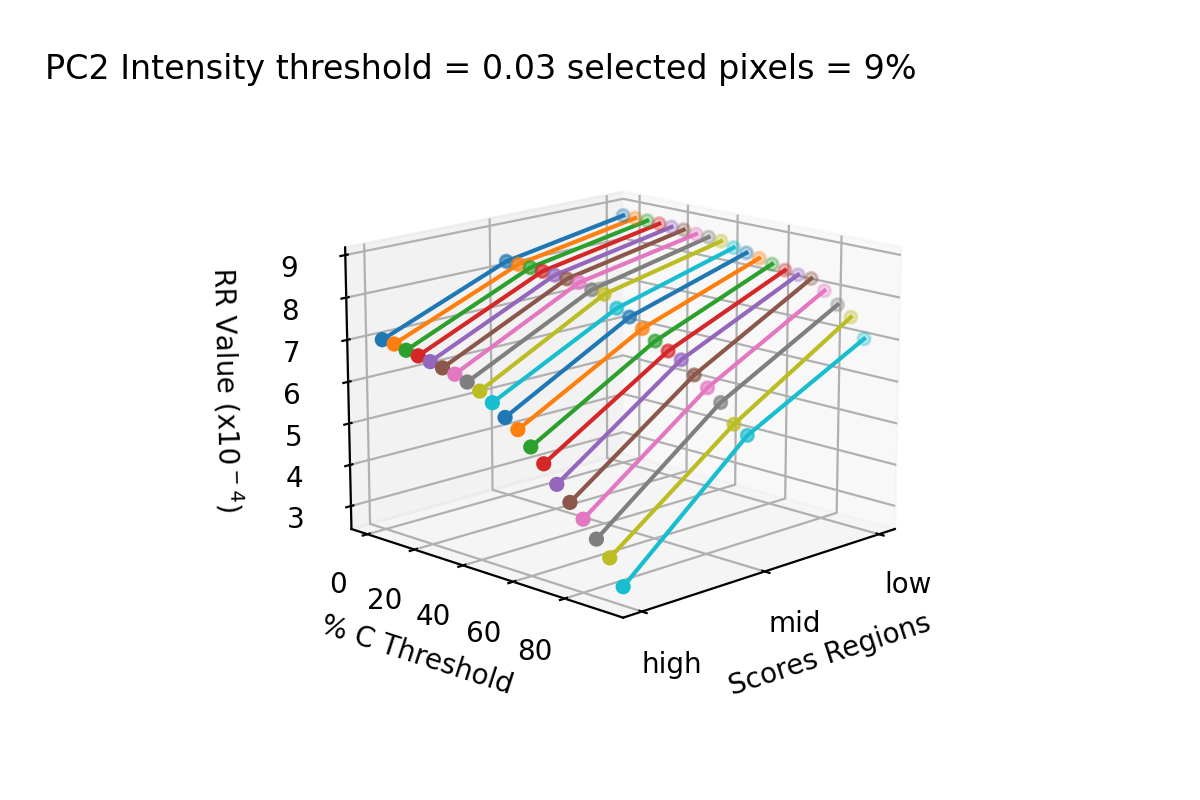 PC2 Intensity threshold = 0.03 selected pixels = 9%
RR Value (x10⁻⁴)
9
8
7
6
5
4
3
0
20
40
60
80
% C Threshold
high
mid
low
Scores Regions